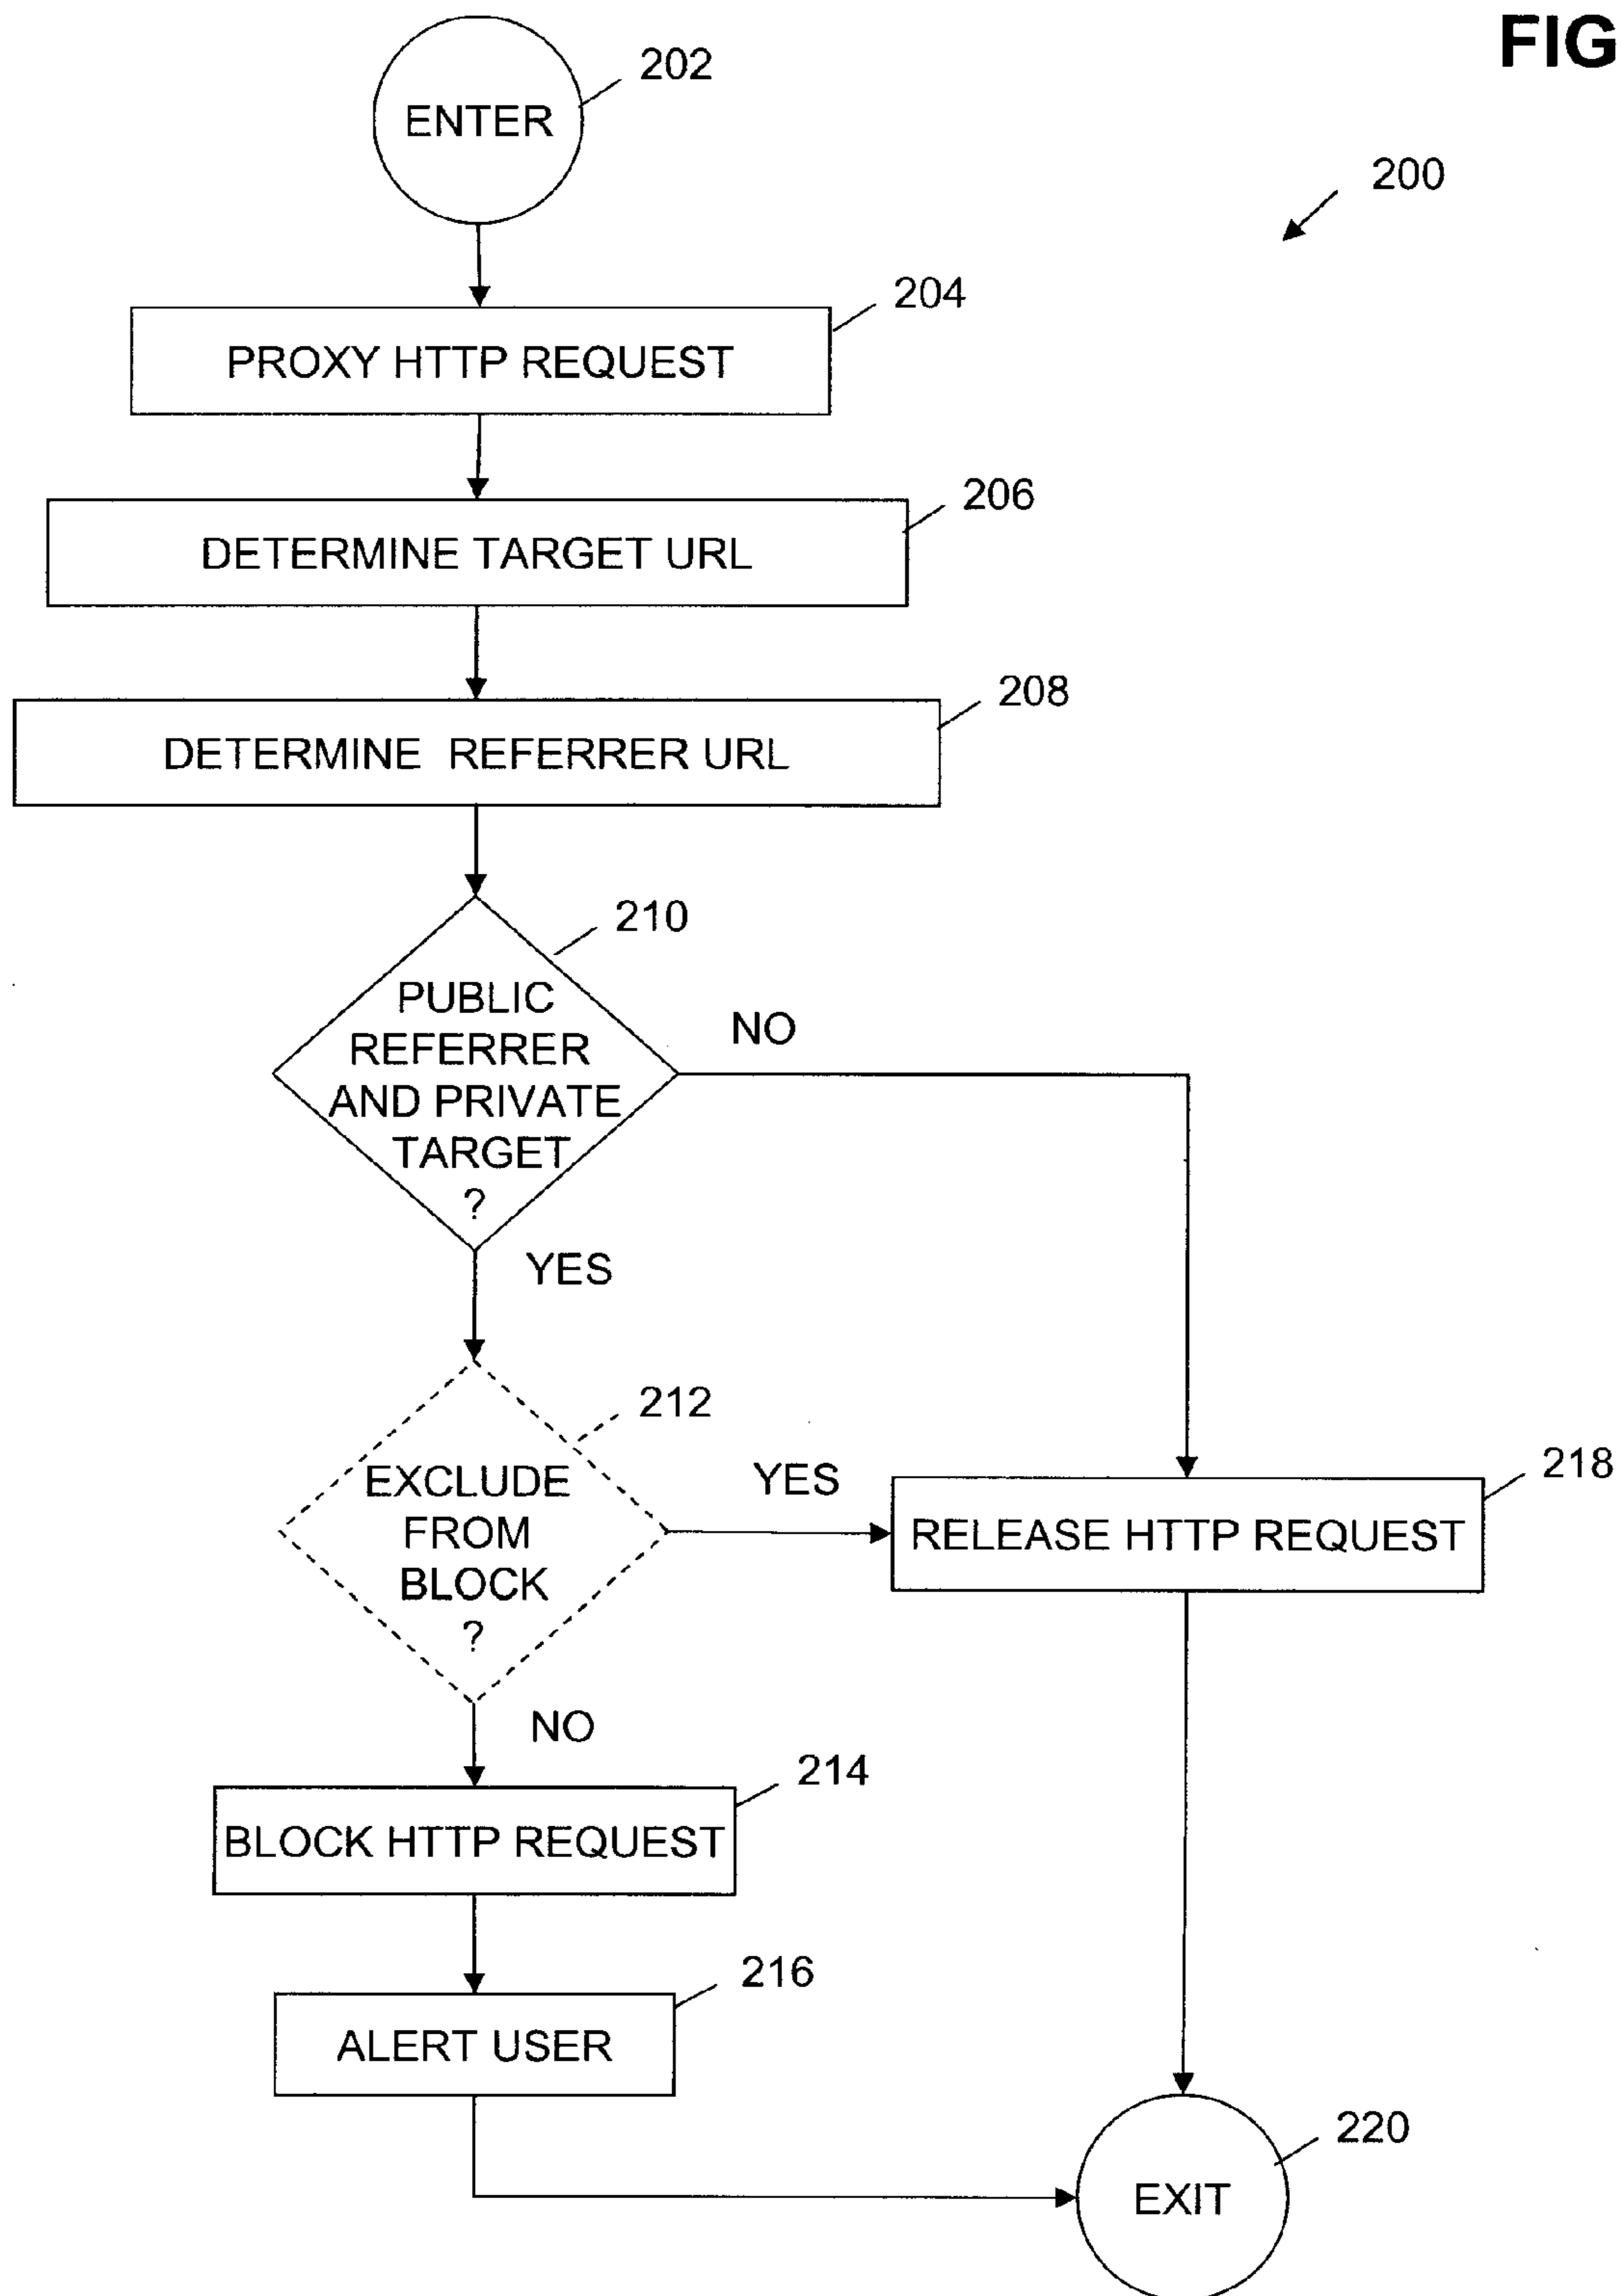 FIG
202
ENTER
200
204
PROXY HTTP REQUEST
206
DETERMINE TARGET URL
208
DETERMINE REFERRER URL
210
PUBLIC
REFERRER
AND PRIVATE
TARGET
?
NO
YES
212
EXCLUDE
FROM
BLOCK
?
YES
218
RELEASE HTTP REQUEST
NO
214
BLOCK HTTP REQUEST
216
ALERT USER
220
EXIT